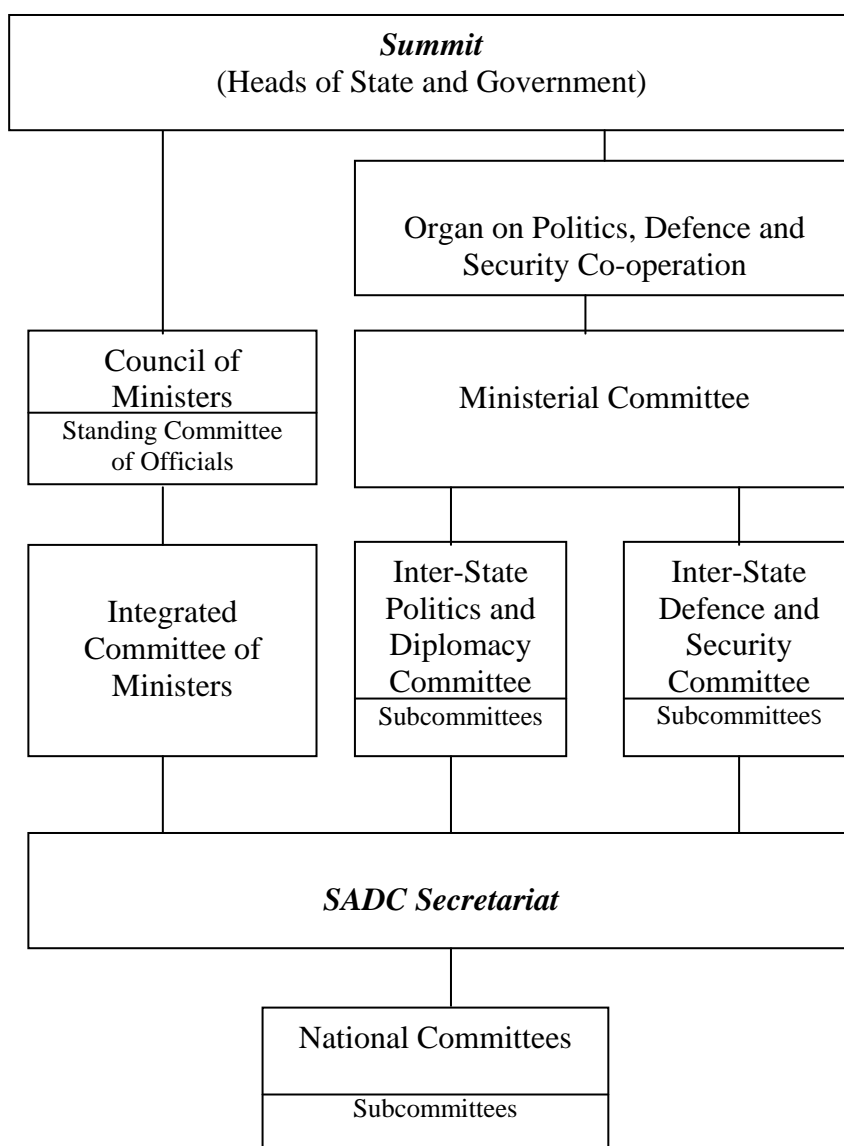 Summit
(Heads of State and Government)
Organ on Politics, Defence and
Security Co-operation
Council of
Ministers
Standing Committee
of Officials
Ministerial Committee
Integrated
Committee of
Ministers
Inter-State
Politics and
Diplomacy
Committee
Subcommittees
Inter-State
Defence and
Security
Committee
Subcommittees
SADC Secretariat
National Committees
Subcommittees